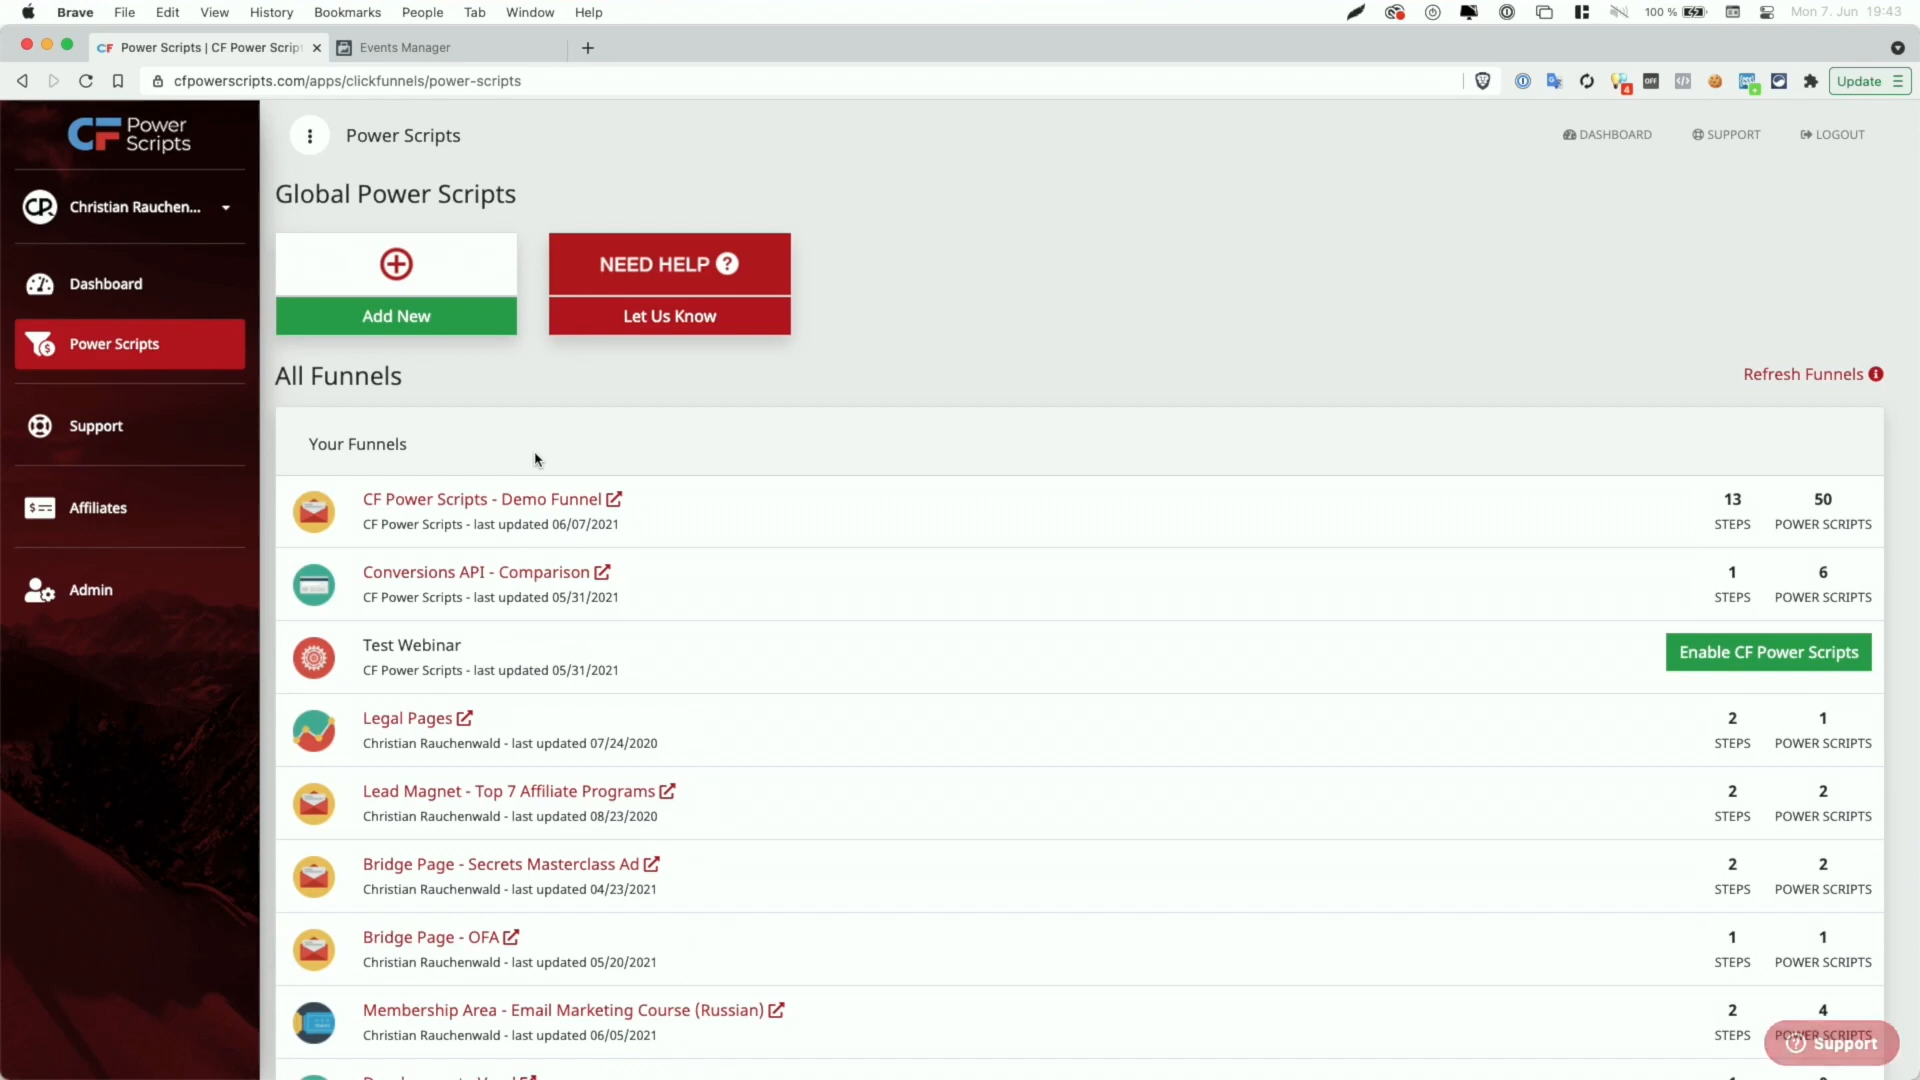 Brave File Edit View History Bookmarks People Tab Window Help 100 % Mon 7. Jun 19:43
CF Power Scripts | CF Power Scrip Events Manager
cfpowerscripts.com/apps/clickfunnels/power-scripts OFF 4 Update
CF Power Scripts
Christian Rauchen...
Dashboard
Power Scripts
Support
Affiliates
Admin
Power Scripts
DASHBOARD SUPPORT LOGOUT
Global Power Scripts
NEED HELP ?
Add New
Let Us Know
All Funnels
Refresh Funnels
Your Funnels
CF Power Scripts - Demo Funnel 13 50
CF Power Scripts - last updated 06/07/2021 STEPS POWER SCRIPTS
Conversions API - Comparison 1 6
CF Power Scripts - last updated 05/31/2021 STEPS POWER SCRIPTS
Test Webinar
CF Power Scripts - last updated 05/31/2021
Enable CF Power Scripts
Legal Pages 2 1
Christian Rauchenwald - last updated 07/24/2020 STEPS POWER SCRIPTS
Lead Magnet - Top 7 Affiliate Programs 2 2
Christian Rauchenwald - last updated 08/23/2020 STEPS POWER SCRIPTS
Bridge Page - Secrets Masterclass Ad 2 2
Christian Rauchenwald - last updated 04/23/2021 STEPS POWER SCRIPTS
Bridge Page - OFA 1 1
Christian Rauchenwald - last updated 05/20/2021 STEPS POWER SCRIPTS
Membership Area - Email Marketing Course (Russian) 2 4
Christian Rauchenwald - last updated 06/05/2021 STEPS POWER SCRIPTS
Support